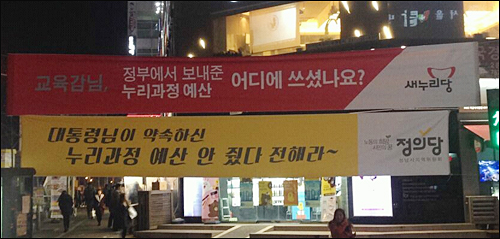 교육감님,
정부에서 보내준
누리과정 예산
어디에 쓰셨나요?
새누리당
대통령님이 약속하신
누리과정 예산 안 줬다 전해라~
정의당